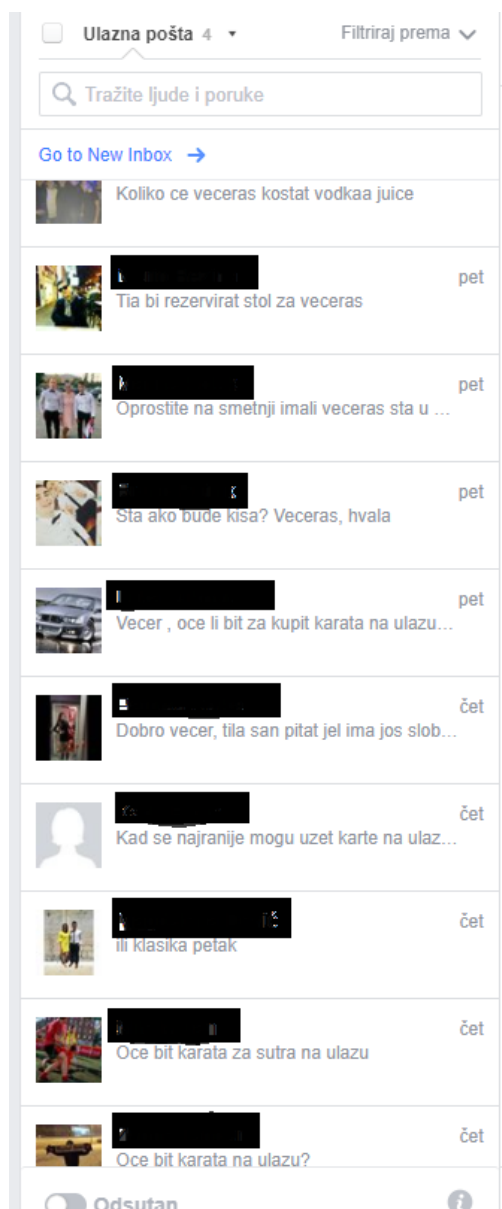 Ulazna pošta 4
Filtriraj prema
Tražite ljude i poruke
Go to New Inbox →
Koliko ce veceras kostat vodkaa juice
pet
Tia bi rezervirat stol za veceras
pet
Oprostite na smetnji imali veceras sta u ...
pet
Sta ako bude kisa? Veceras, hvala
pet
Vecer , oce li bit za kupit karata na ulazu...
čet
Dobro vecer, tila san pitat jel ima jos slob...
čet
Kad se najranije mogu uzet karte na ulaz...
čet
ili klasika petak
čet
Oce bit karata za sutra na ulazu
čet
Oce bit karata na ulazu?
Odsutan